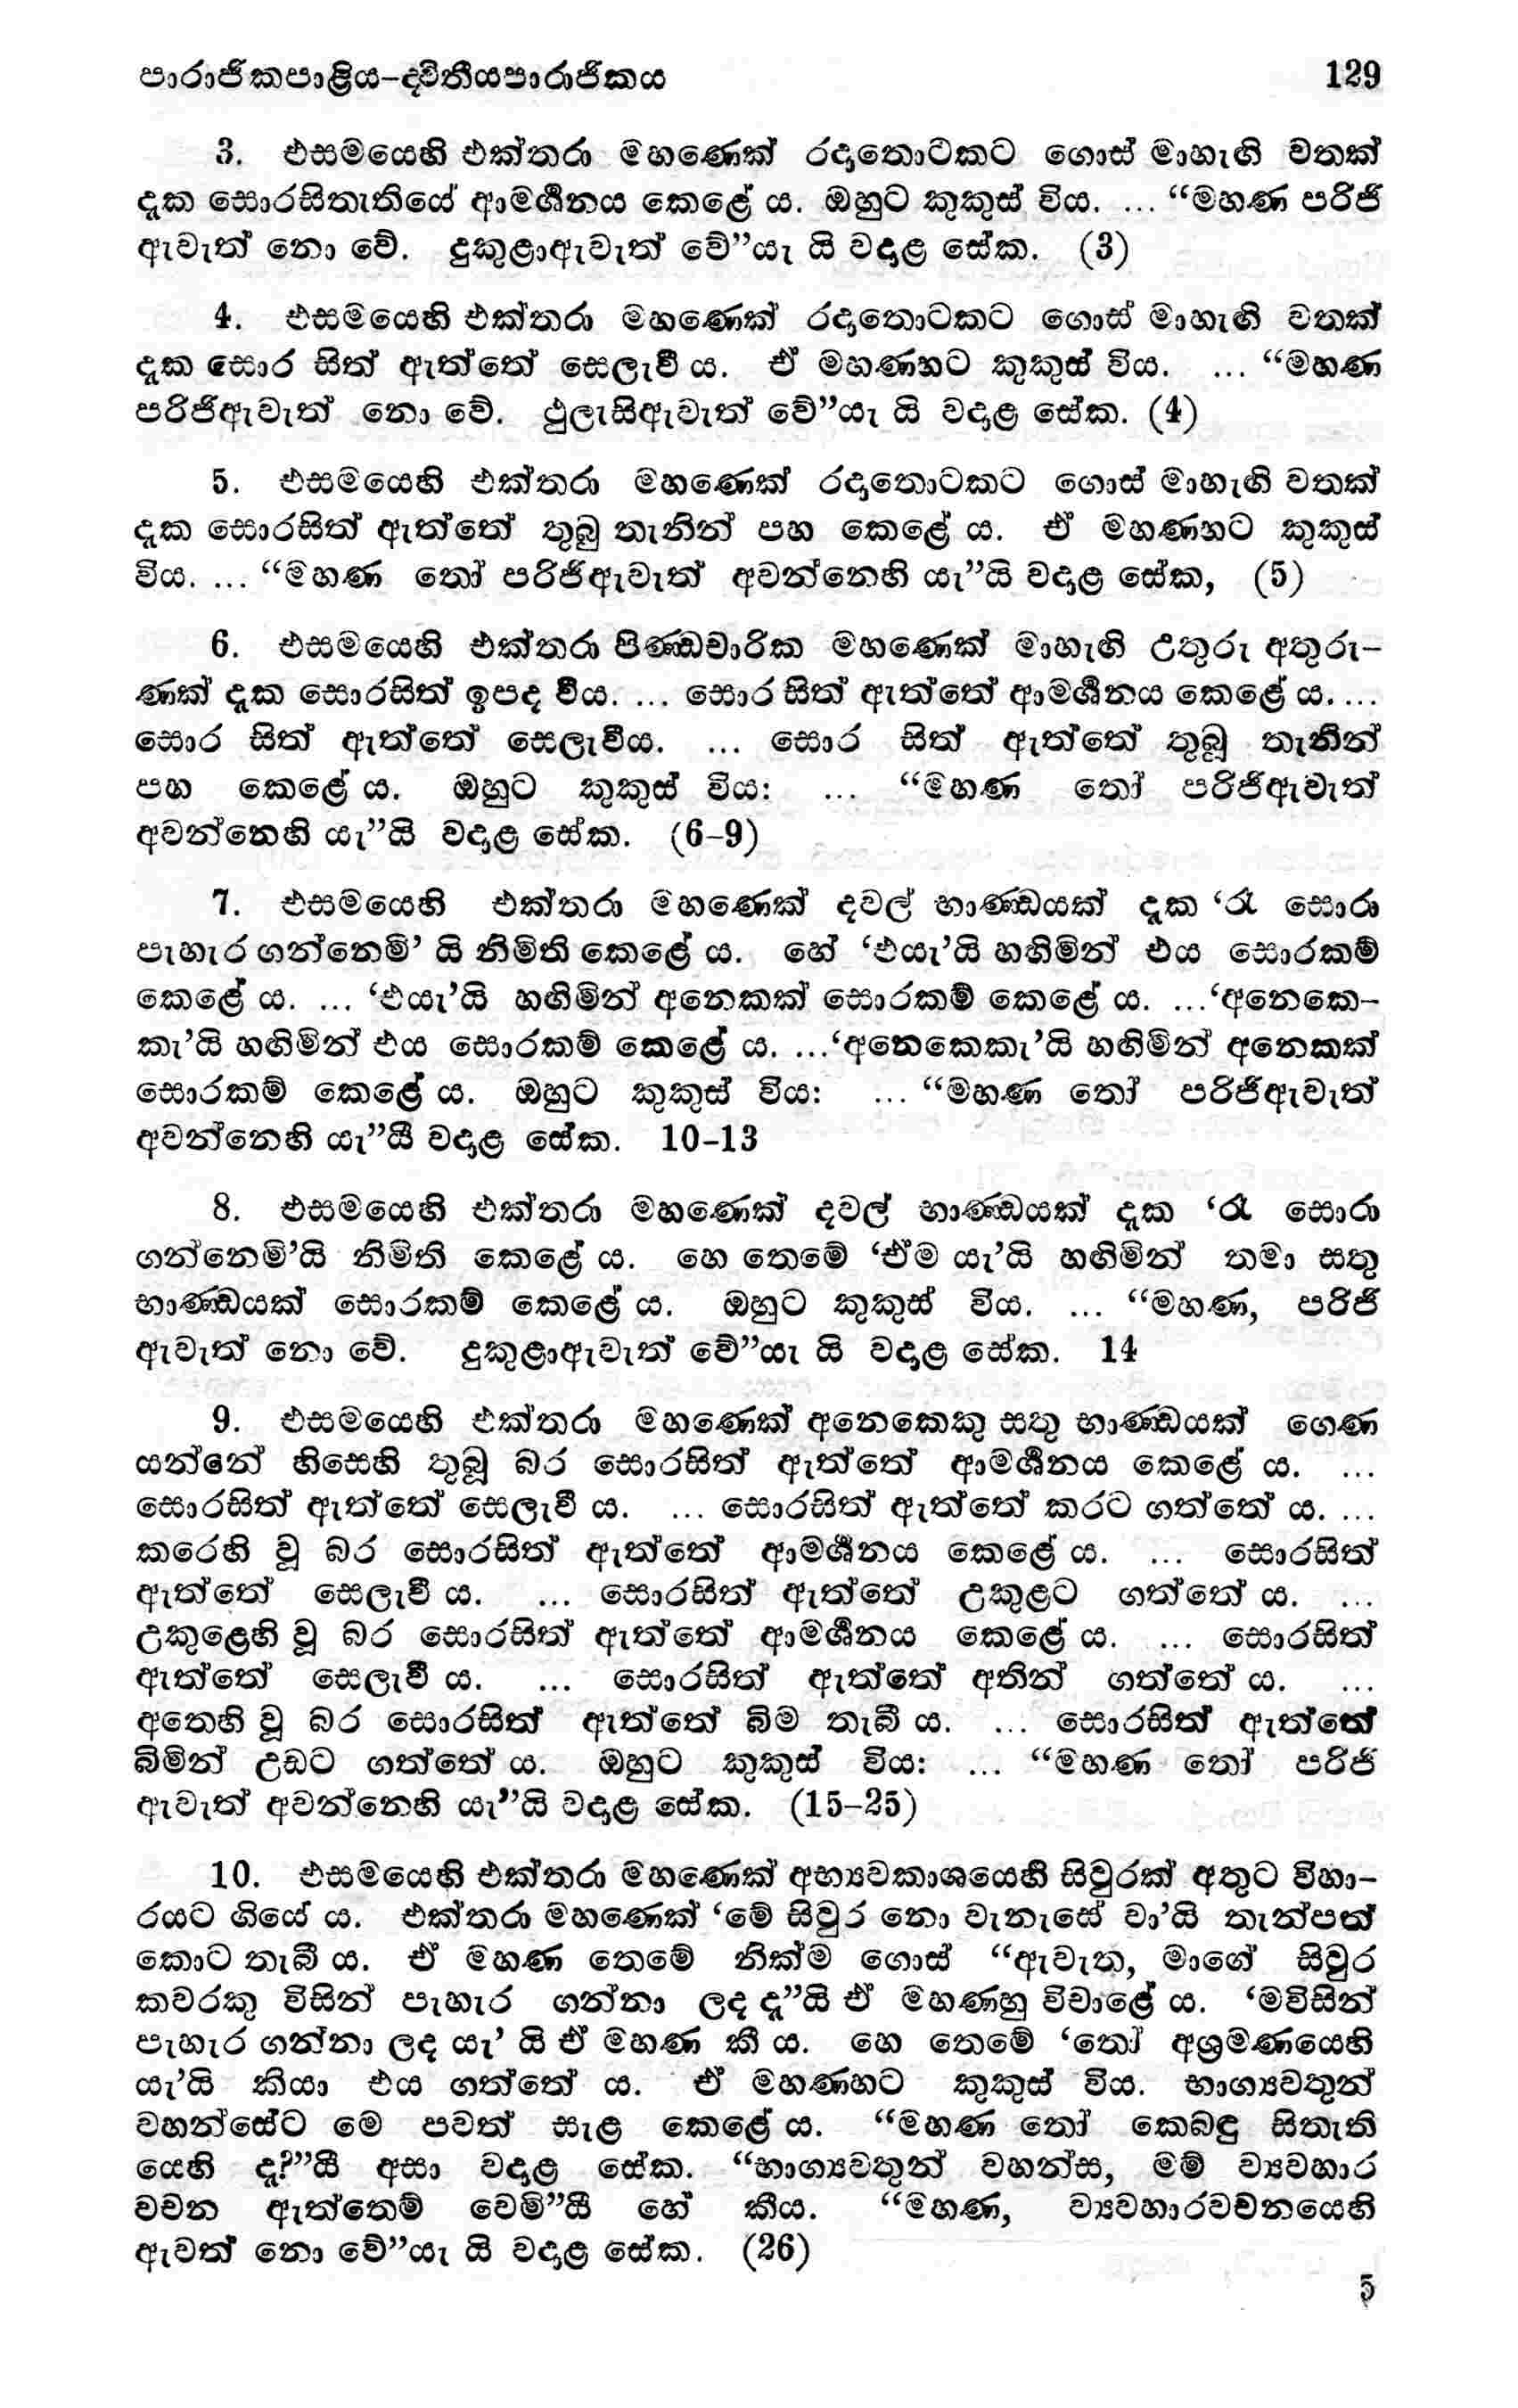 පාරාජිකපාළිය-ද්විතීයපාරාජිකය 129
3. එසමයෙහි එක්තරා මහණෙක් රදාතොටකට ගොස් මාහැඟි වතක්
දැක සොරසිතැතියේ ආමර්ශනය කෙළේ ය. ඔහුට කුකුස් විය. ... “මහණ පරිජි
ඇවැත් නො වේ. දුකුළාඇවැත් වේ”යැ යි වදාළ සේක. (3)
4. එසමයෙහි එක්තරා මහණෙක් රදාතොටකට ගොස් මාහැඟි වතක්
දැක සොර සිත් ඇත්තේ සෙලැවී ය. ඒ මහණහට කුකුස් විය. ... “මහණ
පරිජිඇවැත් නො වේ. ථුලැසිඇවැත් වේ”යැ යි වදාළ සේක. (4)
5. එසමයෙහි එක්තරා මහණෙක් රදාතොටකට ගොස් මාහැඟි වතක්
දැක සොරසිත් ඇත්තේ තුබු තැනින් පහ කෙළේ ය. ඒ මහණහට කුකුස්
විය. ... “මහණ තෝ පරිජිඇවැත් අවන්නෙහි යැ”යි වදාළ සේක, (5)
6. එසමයෙහි එක්තරා පිණ්ඩචාරික මහණෙක් මාහැඟි උතුරු අතුරු-
ණක් දැක සොරසිත් ඉපද වීය. ... සොර සිත් ඇත්තේ ආමර්ශනය කෙළේ ය. ...
සොර සිත් ඇත්තේ සෙලැවීය. ... සොර සිත් ඇත්තේ තුබූ තැනින්
පහ කෙළේ ය. ඔහුට කුකුස් විය: ... “මහණ තෝ පරිජිඇවැත්
අවන්නෙහි යැ”යි වදාළ සේක. (6-9)
7. එසමයෙහි එක්තරා මහණෙක් දවල් භාණ්ඩයක් දැක ‘රෑ සොරා
පැහැර ගන්නෙමි’ යි නිමිති කෙළේ ය. හේ ‘එයැ’යි හඟිමින් එය සොරකම්
කෙළේ ය. ... ‘එයැ’යි හඟිමින් අනෙකක් සොරකම් කෙළේ ය. ...‘අනෙකෙ-
කැ’යි හඟිමින් එය සොරකම් කෙළේ ය. ...‘අනෙකෙකැ’යි හඟිමින් අනෙකක්
සොරකම් කෙළේ ය. ඔහුට කුකුස් විය: ... “මහණ තෝ පරිජිඇවැත්
අවන්නෙහි යැ”යී වදාළ සේක. 10-13
8. එසමයෙහි එක්තරා මහණෙක් දවල් භාණ්ඩයක් දැක ‘රෑ සොරා
ගන්නෙමි’යි නිමිති කෙළේ ය. හෙ තෙමේ ‘ඒම යැ’යි හඟිමින් තමා සතු
භාණ්ඩයක් සොරකම් කෙළේ ය. ඔහුට කුකුස් විය. ... “මහණ, පරිජි
ඇවැත් නො වේ. දුකුළාඇවැත් වේ”යැ යි වදාළ සේක. 14
9. එසමයෙහි එක්තරා මහණෙක් අනෙකෙකු සතු භාණ්ඩයක් ගෙණ
යන්නේ හිසෙහි තුබූ බර සොරසිත් ඇත්තේ ආමර්ශනය කෙළේ ය. ...
සොරසිත් ඇත්තේ සෙලැවී ය. ... සොරසිත් ඇත්තේ කරට ගත්තේ ය. ...
කරෙහි වූ බර සොරසිත් ඇත්තේ ආමර්ශනය කෙළේ ය. ... සොරසිත්
ඇත්තේ සෙලැවී ය. ... සොරසිත් ඇත්තේ උකුළට ගත්තේ ය. ...
උකුළෙහි වූ බර සොරසිත් ඇත්තේ ආමර්ශනය කෙළේ ය. ... සොරසිත්
ඇත්තේ සෙලැවී ය. ... සොරසිත් ඇත්තේ අතින් ගත්තේ ය. ...
අතෙහි වූ බර සොරසිත් ඇත්තේ බිම තැබී ය. ... සොරසිත් ඇත්තේ
බිමින් උඩට ගත්තේ ය. ඔහුට කුකුස් විය: ... “මහණ තෝ පරිජි
ඇවැත් අවන්නෙහි යැ”යි වදාළ සේක. (15-25)
10. එසමයෙහි එක්තරා මහණෙක් අභ්‍යවකාශයෙහි සිවුරක් අතුට විහා-
රයට ගියේ ය. එක්තරා මහණෙක් ‘මේ සිවුර නො වැනැසේ වා’යි තැන්පත්
කොට තැබී ය. ඒ මහණ තෙමේ නික්ම ගොස් “ඇවැත, මාගේ සිවුර
කවරකු විසින් පැහැර ගන්නා ලද දැ”යි ඒ මහණහු විචාළේ ය. ‘මවිසින්
පැහැර ගන්නා ලද යැ’ යි ඒ මහණ කී ය. හෙ තෙමේ ‘තෝ අශ්‍රමණයෙහි
යැ’යි කියා එය ගත්තේ ය. ඒ මහණහට කුකුස් විය. භාග්‍යවතුන්
වහන්සේට මෙ පවත් සැළ කෙළේ ය. “මහණ තෝ කෙබඳු සිතැති
යෙහි දැ?”යී අසා වදාළ සේක. “භාග්‍යවතුන් වහන්ස, මම් ව්‍යවහාර
වචන ඇත්තෙම් වෙමි”යී හේ කීය. “මහණ, ව්‍යවහාරවචනයෙහි
ඇවත් නො වේ”යැ යි වදාළ සේක. (26)
5